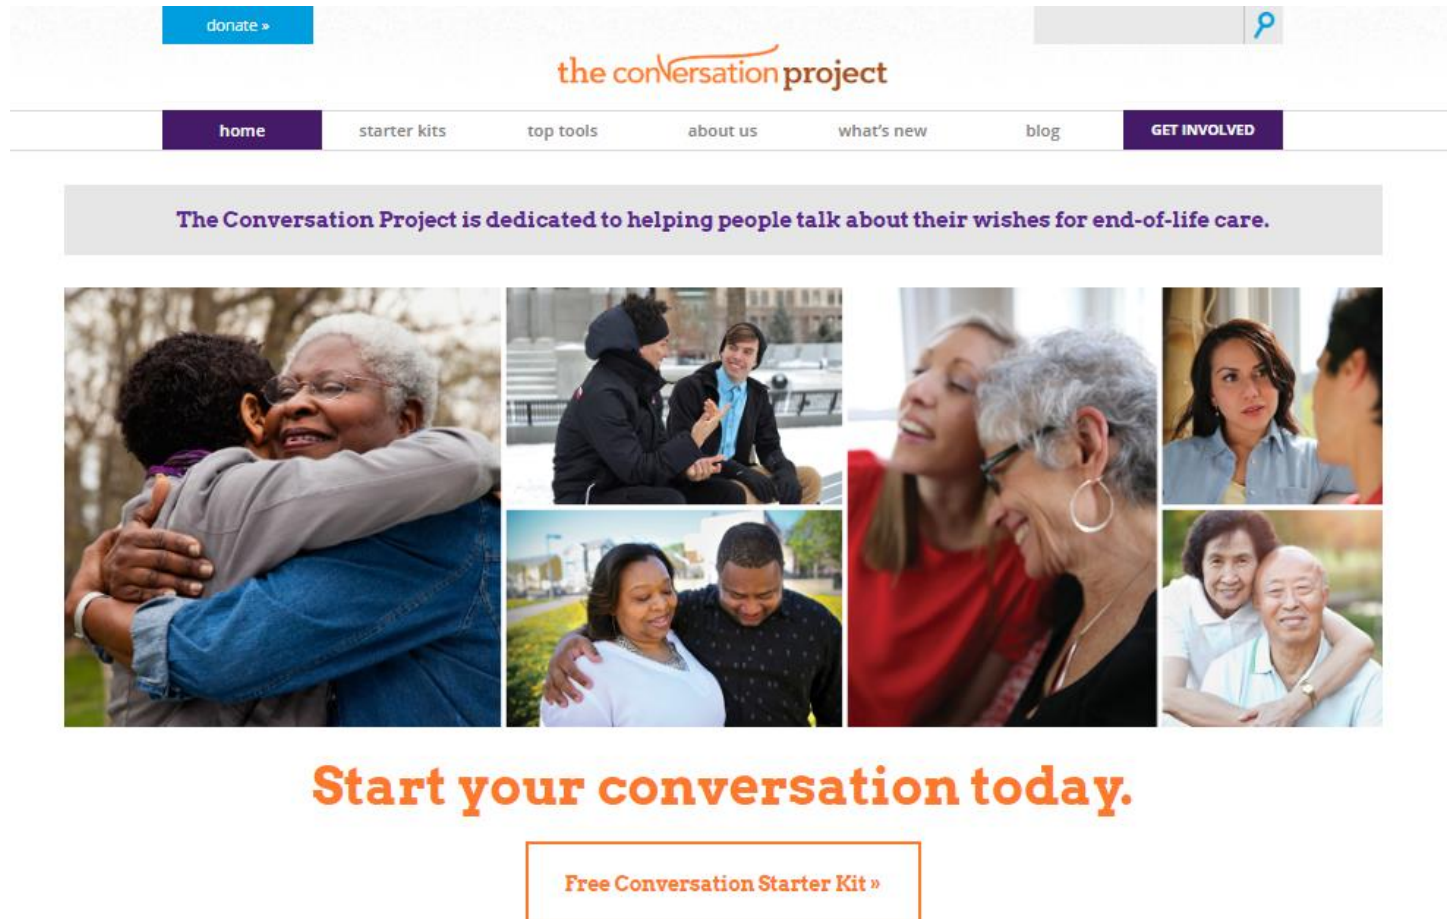 donate »
the conversation project
home starter kits top tools about us what's new blog GET INVOLVED
The Conversation Project is dedicated to helping people talk about their wishes for end-of-life care.
Start your conversation today.
Free Conversation Starter Kit »